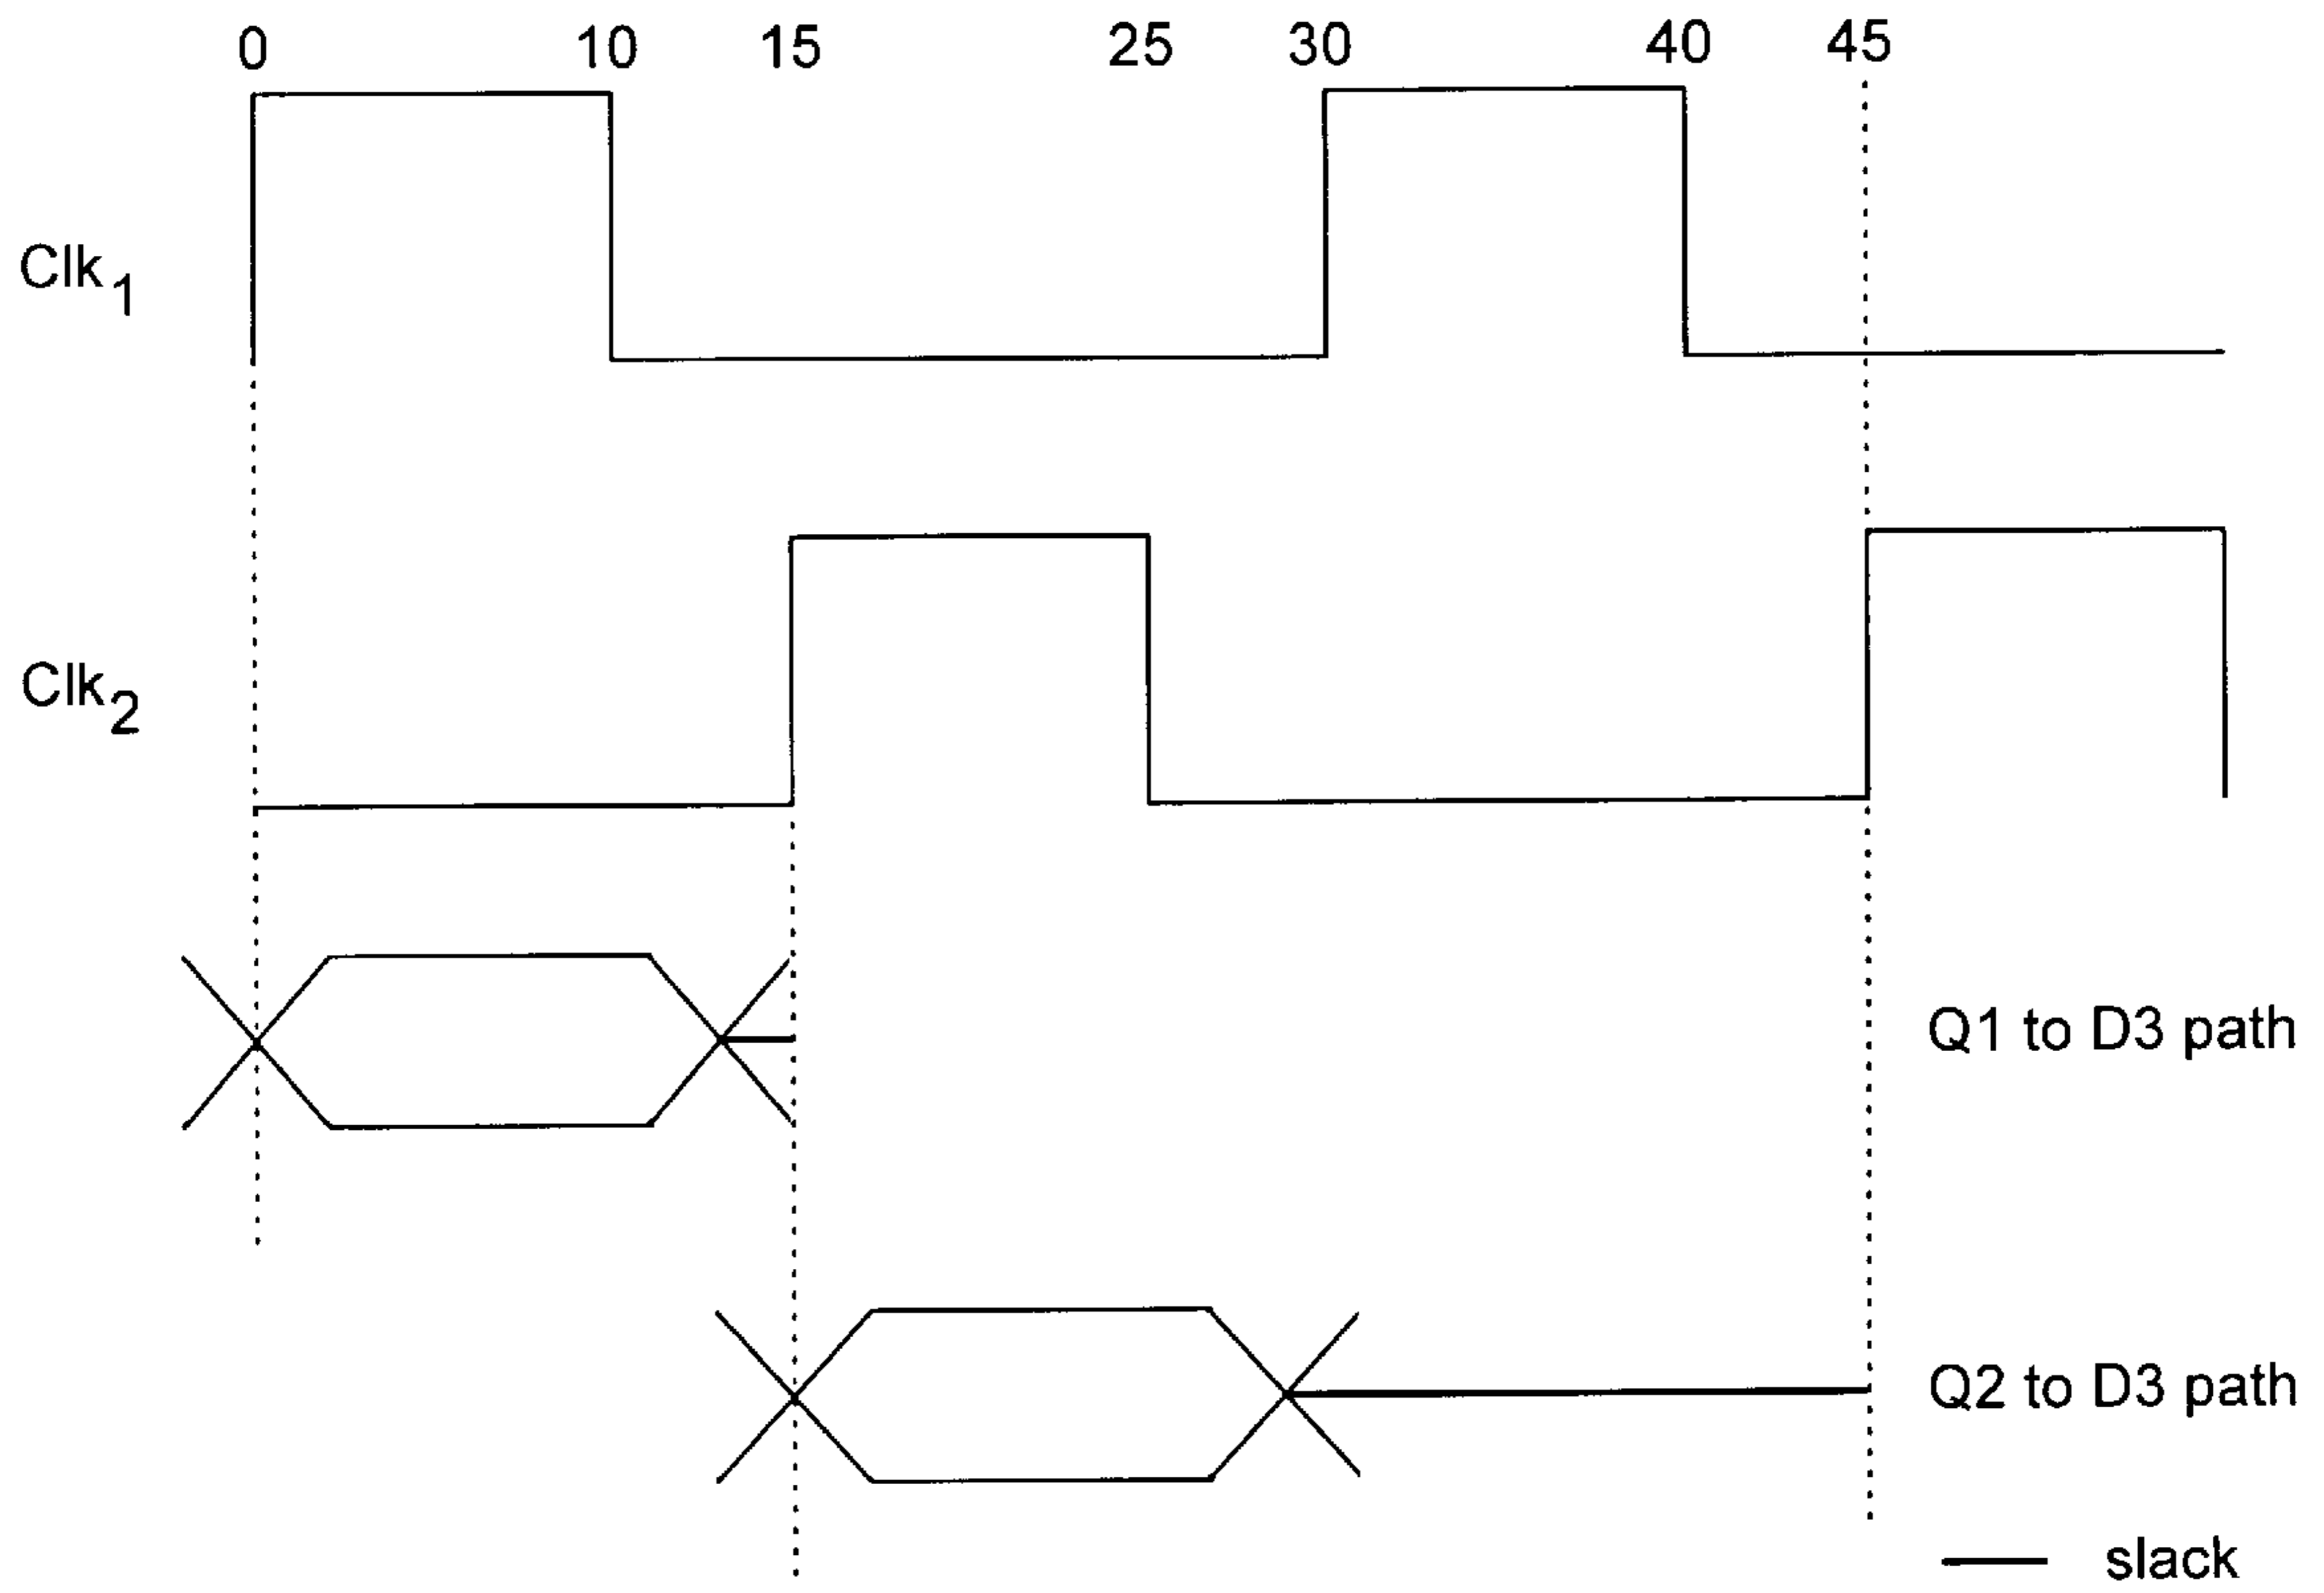 0 10 15 25 30 40 45
Clk1
Clk2
Q1 to D3 path
Q2 to D3 path
slack